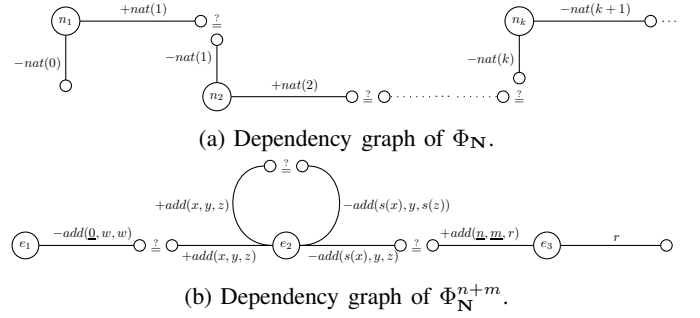 n₁ +nat(1) ≟ n_k −nat(k + 1) ···
−nat(0) −nat(1) −nat(k)
n₂ +nat(2) ≟ ········· ≟
(a) Dependency graph of Φ_N.
≟
+add(x, y, z) −add(s(x), y, s(z))
e₁ −add(0, w, w) ≟ +add(x, y, z) e₂ −add(s(x), y, z) ≟ +add(n, m, r) e₃ r
(b) Dependency graph of Φ_N^{n+m}.